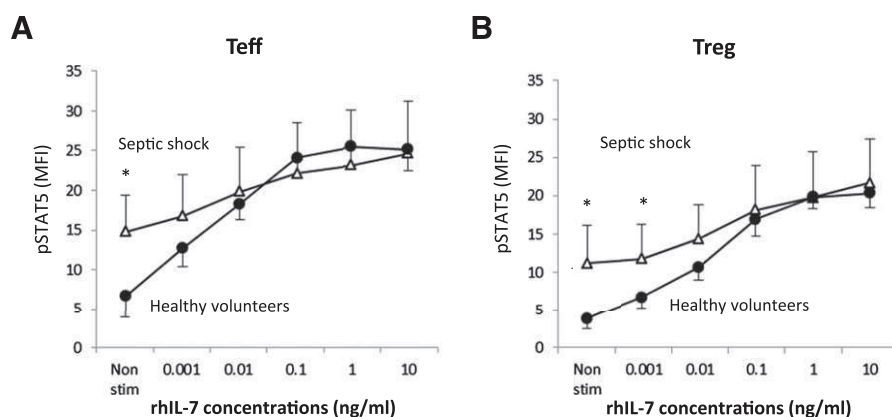 A
Teff
35
30
25
20
15
10
5
0
pSTAT5 (MFI)
Septic shock
*
Healthy volunteers
Non stim 0.001 0.01 0.1 1 10
rhIL-7 concentrations (ng/ml)
B
Treg
35
30
25
20
15
10
5
0
pSTAT5 (MFI)
Septic shock
* *
Healthy volunteers
Non stim 0.001 0.01 0.1 1 10
rhIL-7 concentrations (ng/ml)